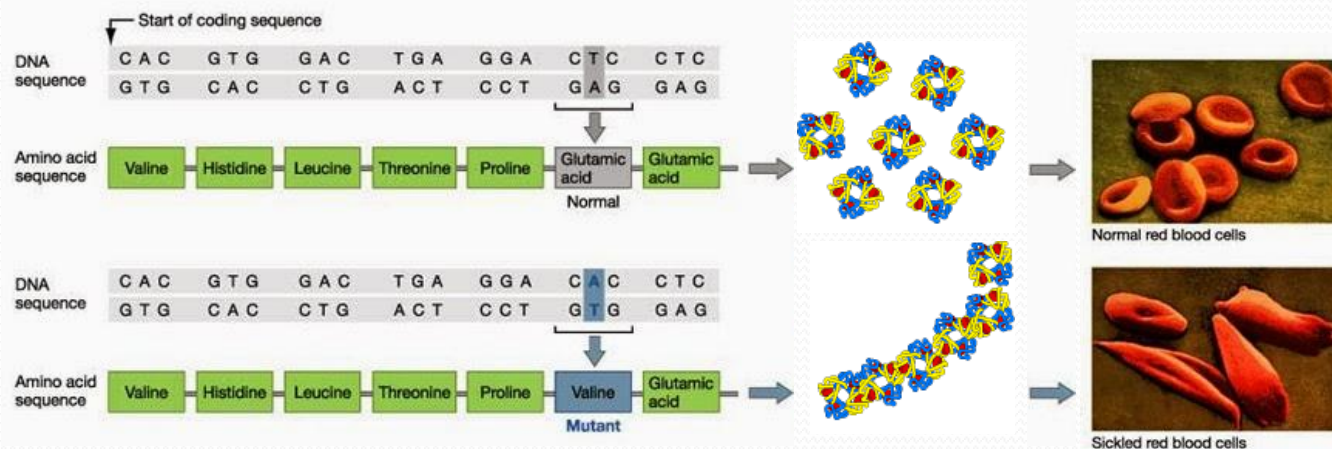 Start of coding sequence
DNA sequence
C A C G T G G A C T G A G G A C T C C T C
G T G C A C C T G A C T C C T G A G G A G
Amino acid sequence
Valine Histidine Leucine Threonine Proline Glutamic acid Glutamic acid
Normal
Normal red blood cells
DNA sequence
C A C G T G G A C T G A G G A C A C C T C
G T G C A C C T G A C T C C T G T G G A G
Amino acid sequence
Valine Histidine Leucine Threonine Proline Valine Glutamic acid
Mutant
Sickled red blood cells